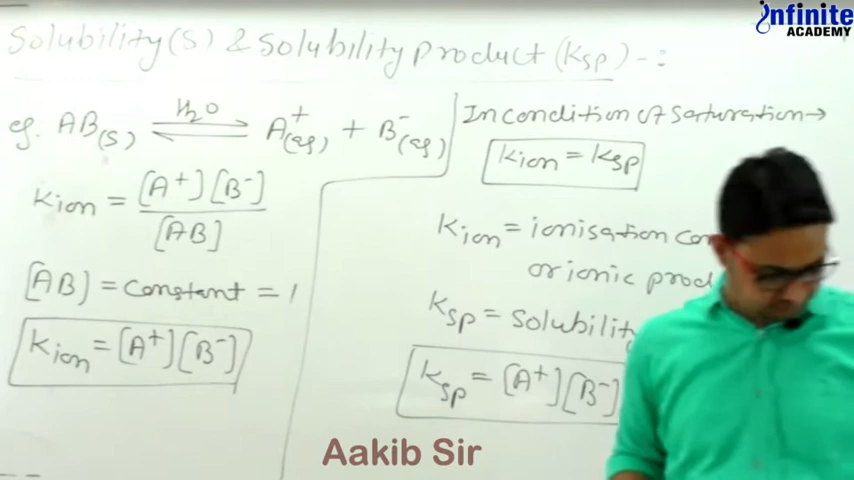 Infinite
ACADEMY
Solubility(S) & Solubility product (Ksp) -:
eg. AB(s) ⇌ A+(aq) + B-(aq)
H2O
Kion = [A+][B-]
[AB]
[AB] = constant = 1
Kion = [A+][B-]
In condition of saturation →
Kion = Ksp
Kion = ionisation
or ionic
Ksp = solubility
Ksp = [A+][B-]
Aakib Sir